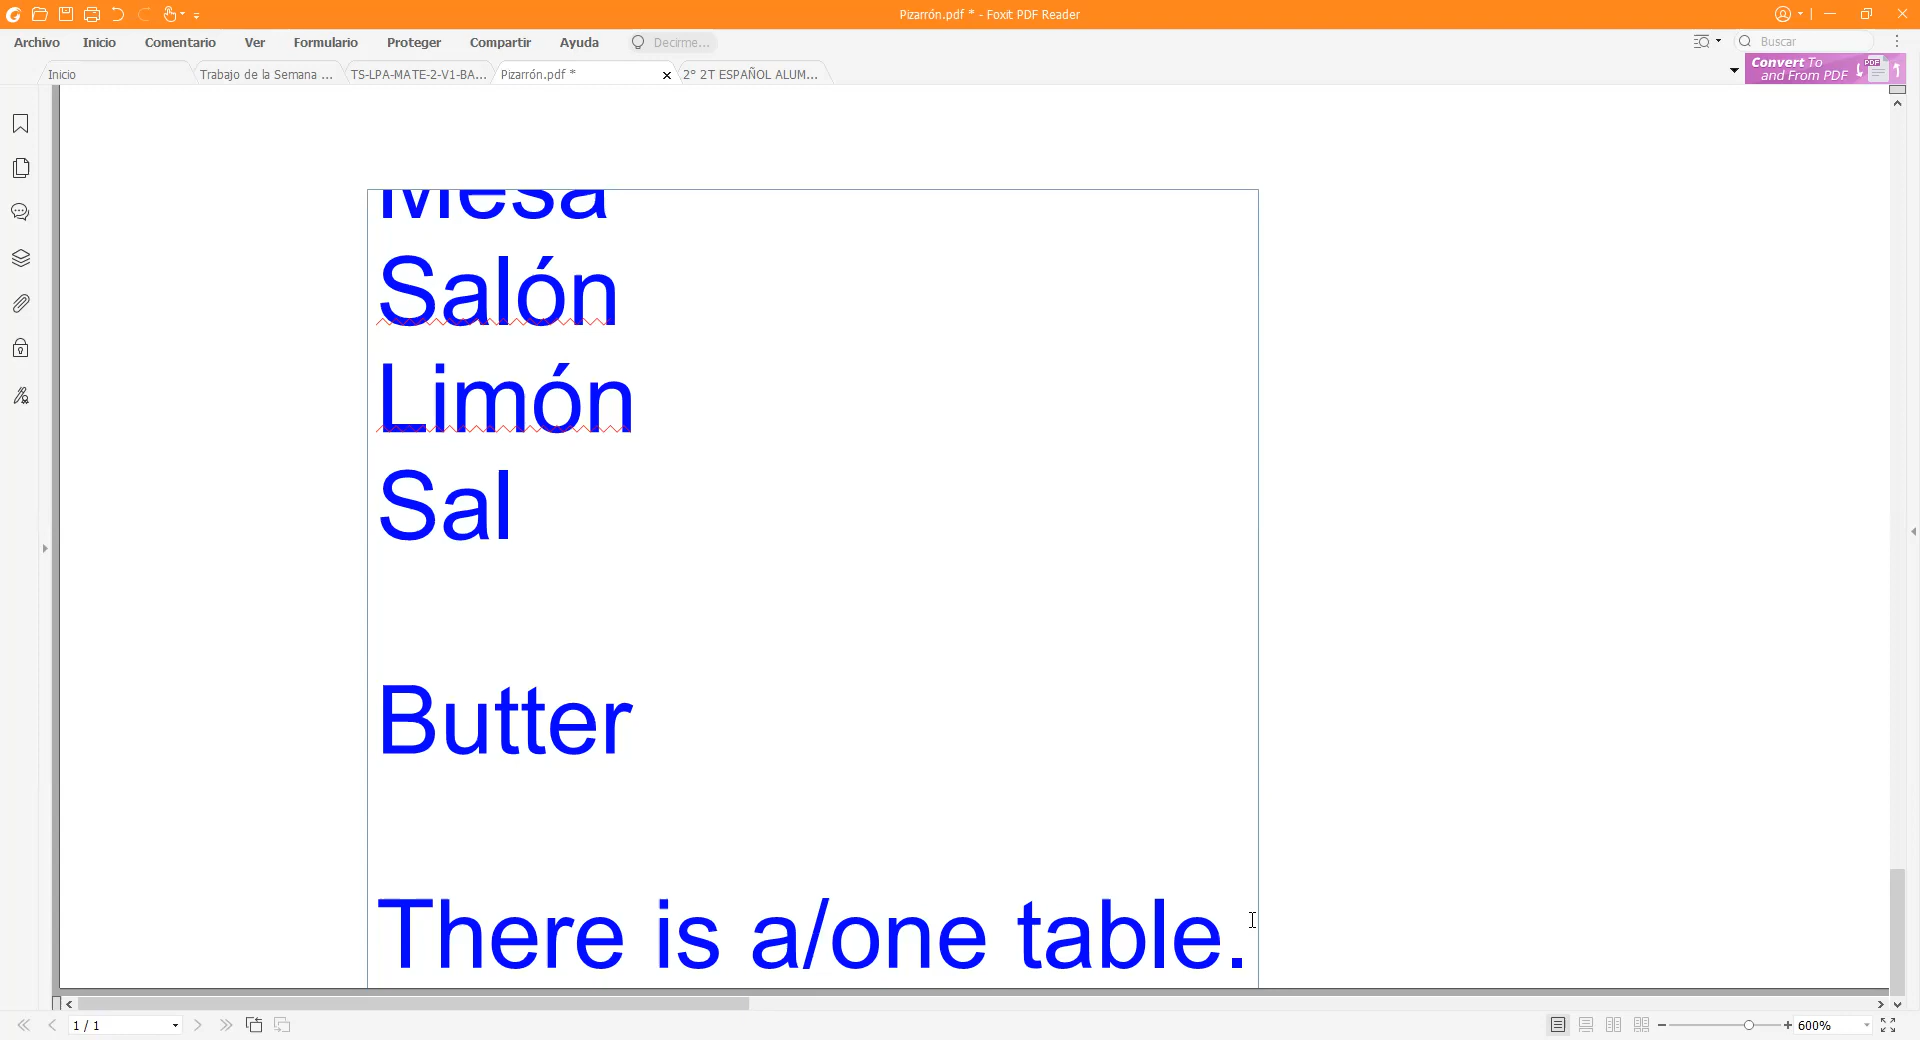 Pizarrón.pdf * - Foxit PDF Reader
Archivo Inicio Comentario Ver Formulario Proteger Compartir Ayuda Decirme... Buscar
Inicio Trabajo de la Semana ... TS-LPA-MATE-2-V1-BA... Pizarrón.pdf * 2° 2T ESPAÑOL ALUM...
Convert To
and From PDF
PDF
Mesa
Salón
Limón
Sal
Butter
There is a/one table.
1 / 1
600%